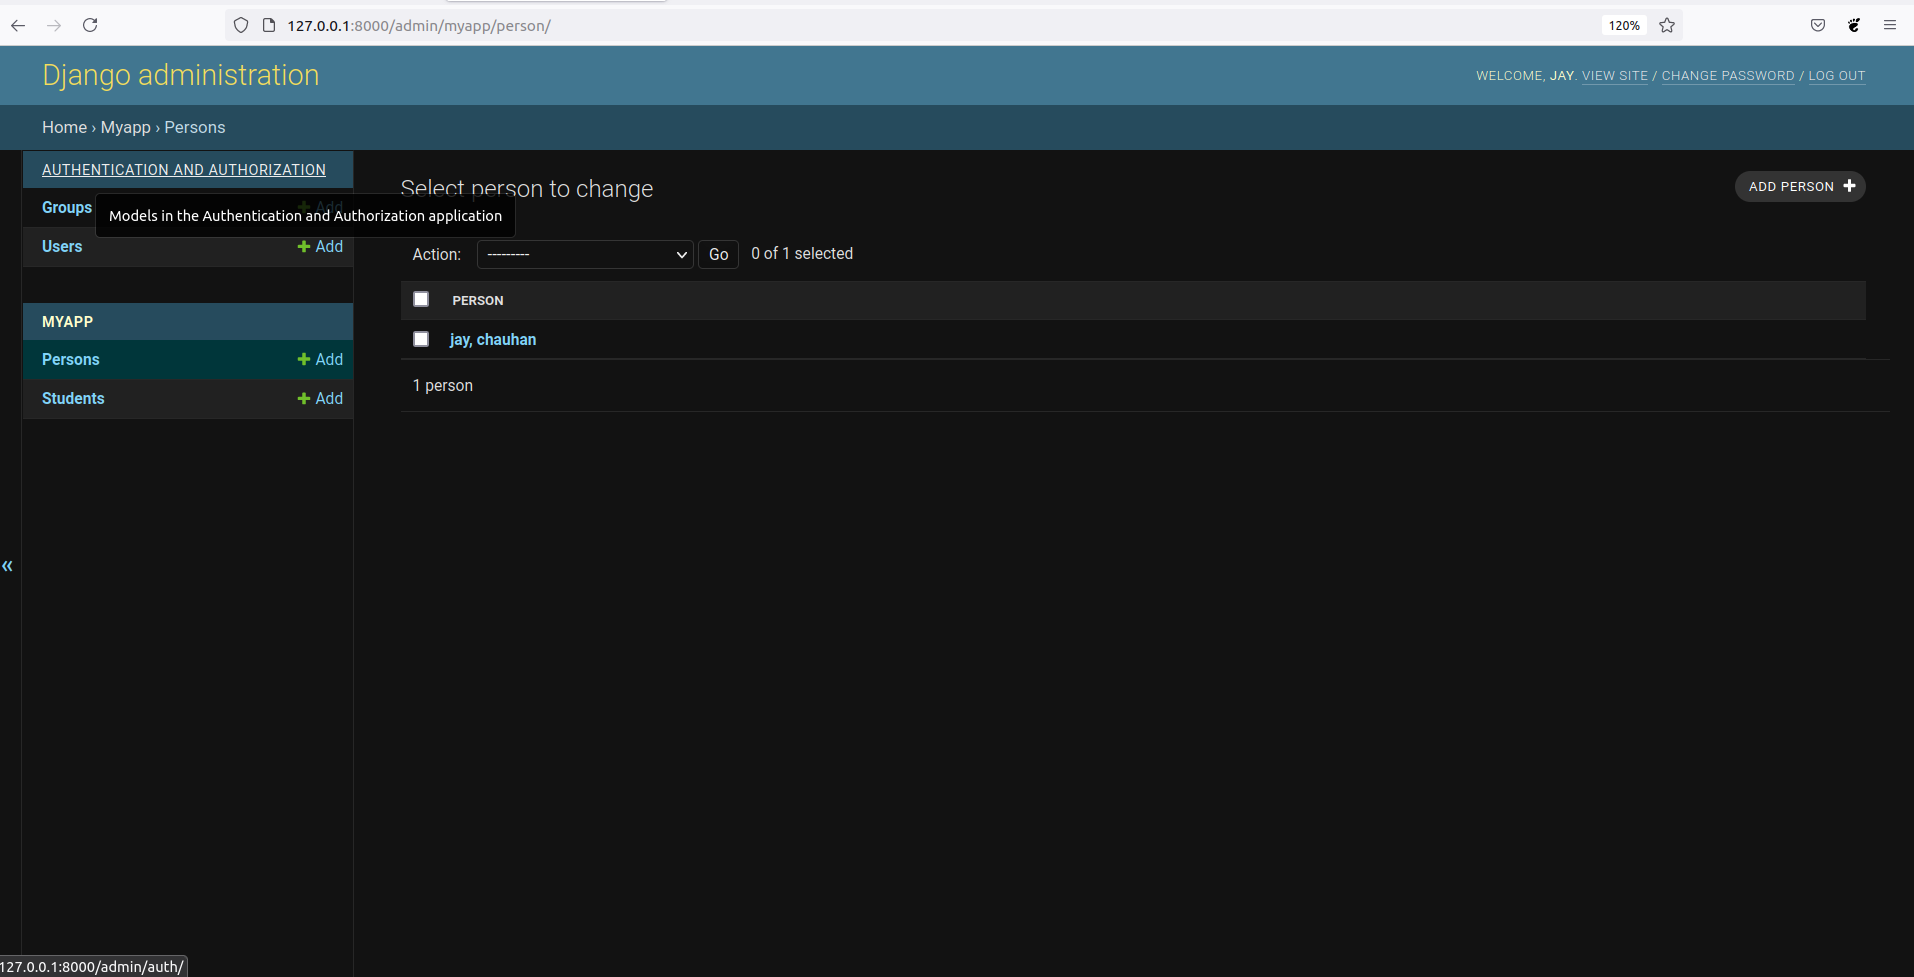 127.0.0.1:8000/admin/myapp/person/
120%
Django administration
WELCOME, JAY. VIEW SITE / CHANGE PASSWORD / LOG OUT
Home › Myapp › Persons
AUTHENTICATION AND AUTHORIZATION
Groups
Add
Models in the Authentication and Authorization application
Users
Add
MYAPP
Persons
Add
Students
Add
«
Select person to change
ADD PERSON
Action:
---------
Go
0 of 1 selected
PERSON
jay, chauhan
1 person
127.0.0.1:8000/admin/auth/